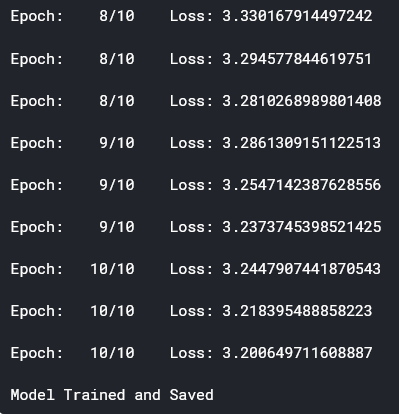 Epoch:    8/10    Loss: 3.330167914497242
Epoch:    8/10    Loss: 3.294577844619751
Epoch:    8/10    Loss: 3.2810268989801408
Epoch:    9/10    Loss: 3.2861309151122513
Epoch:    9/10    Loss: 3.2547142387628556
Epoch:    9/10    Loss: 3.2373745398521425
Epoch:   10/10    Loss: 3.2447907441870543
Epoch:   10/10    Loss: 3.218395488858223
Epoch:   10/10    Loss: 3.200649711608887
Model Trained and Saved